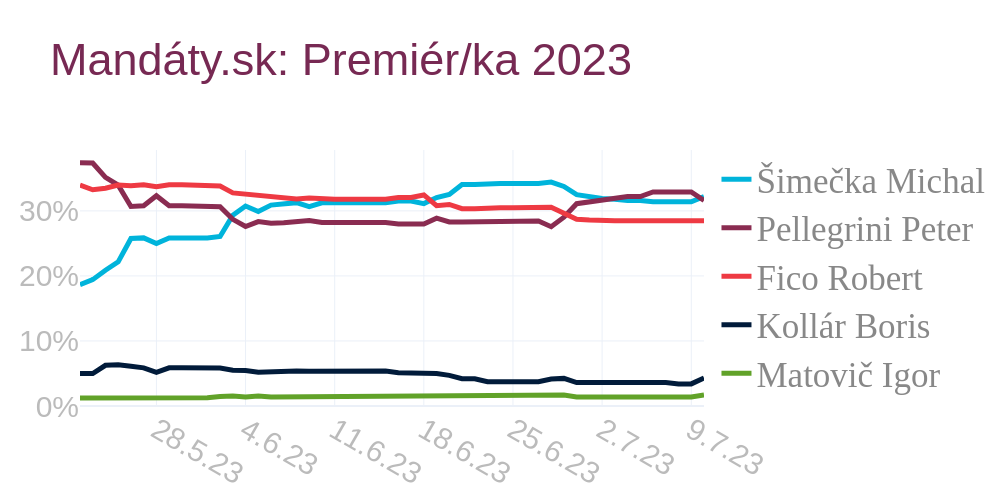 Mandáty.sk: Premiér/ka 2023
Šimečka Michal
Pellegrini Peter
Fico Robert
Kollár Boris
Matovič Igor
30%
20%
10%
0%
28.5.23
4.6.23
11.6.23
18.6.23
25.6.23
2.7.23
9.7.23